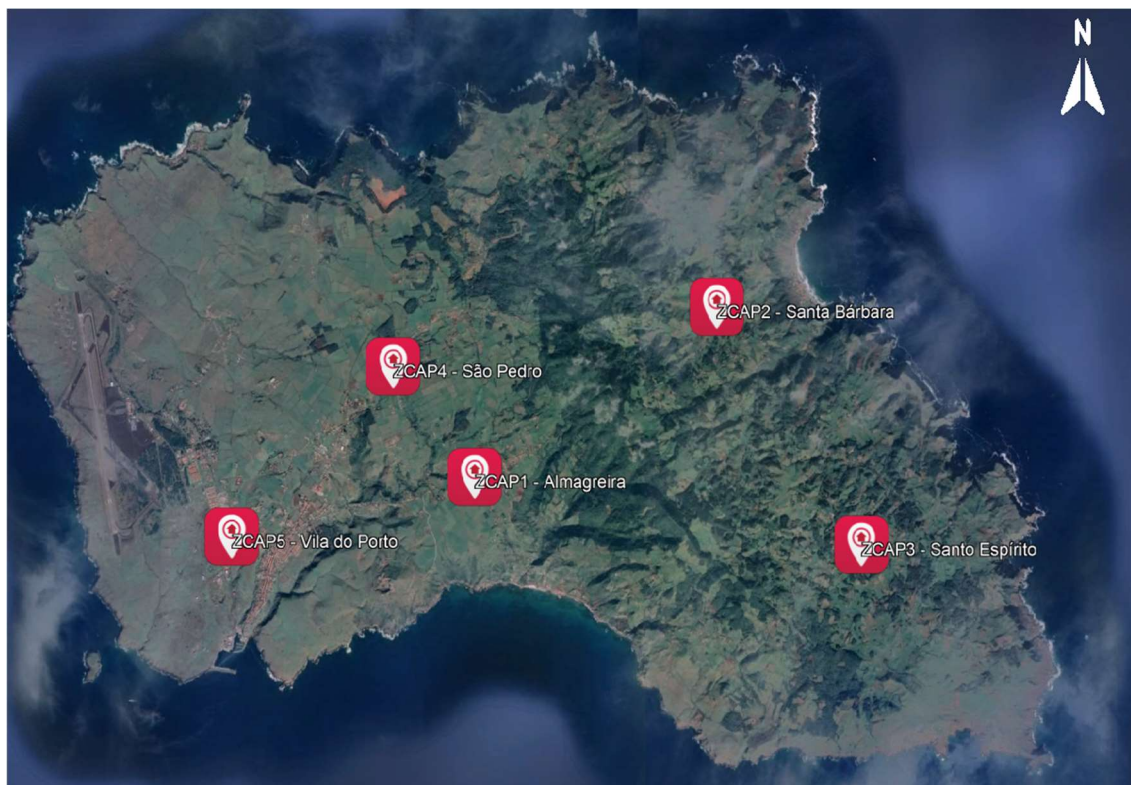 N
ZCAP2 - Santa Bárbara
ZCAP4 - São Pedro
ZCAP1 - Almagreira
ZCAP5 - Vila do Porto
ZCAP3 - Santo Espírito